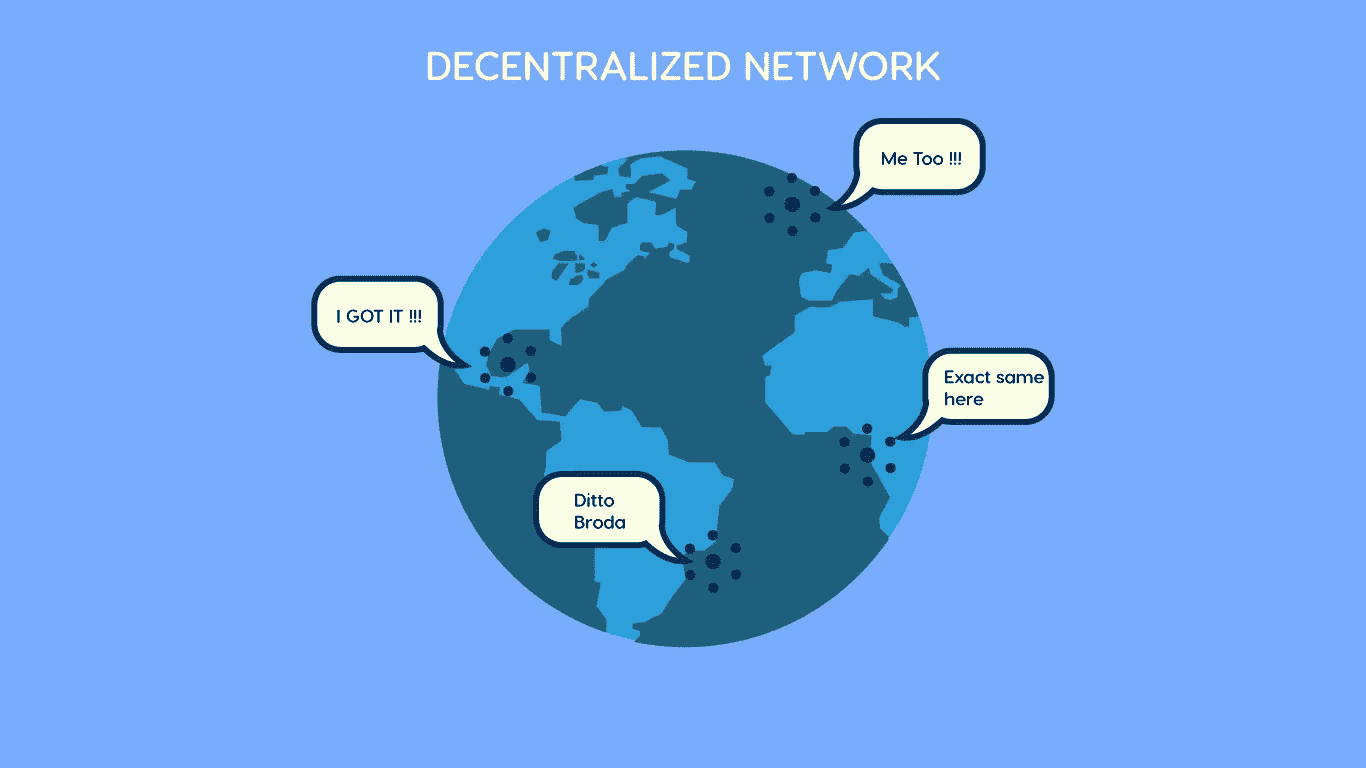 DECENTRALIZED NETWORK
Me Too !!!
I GOT IT !!!
Exact same
here
Ditto
Broda